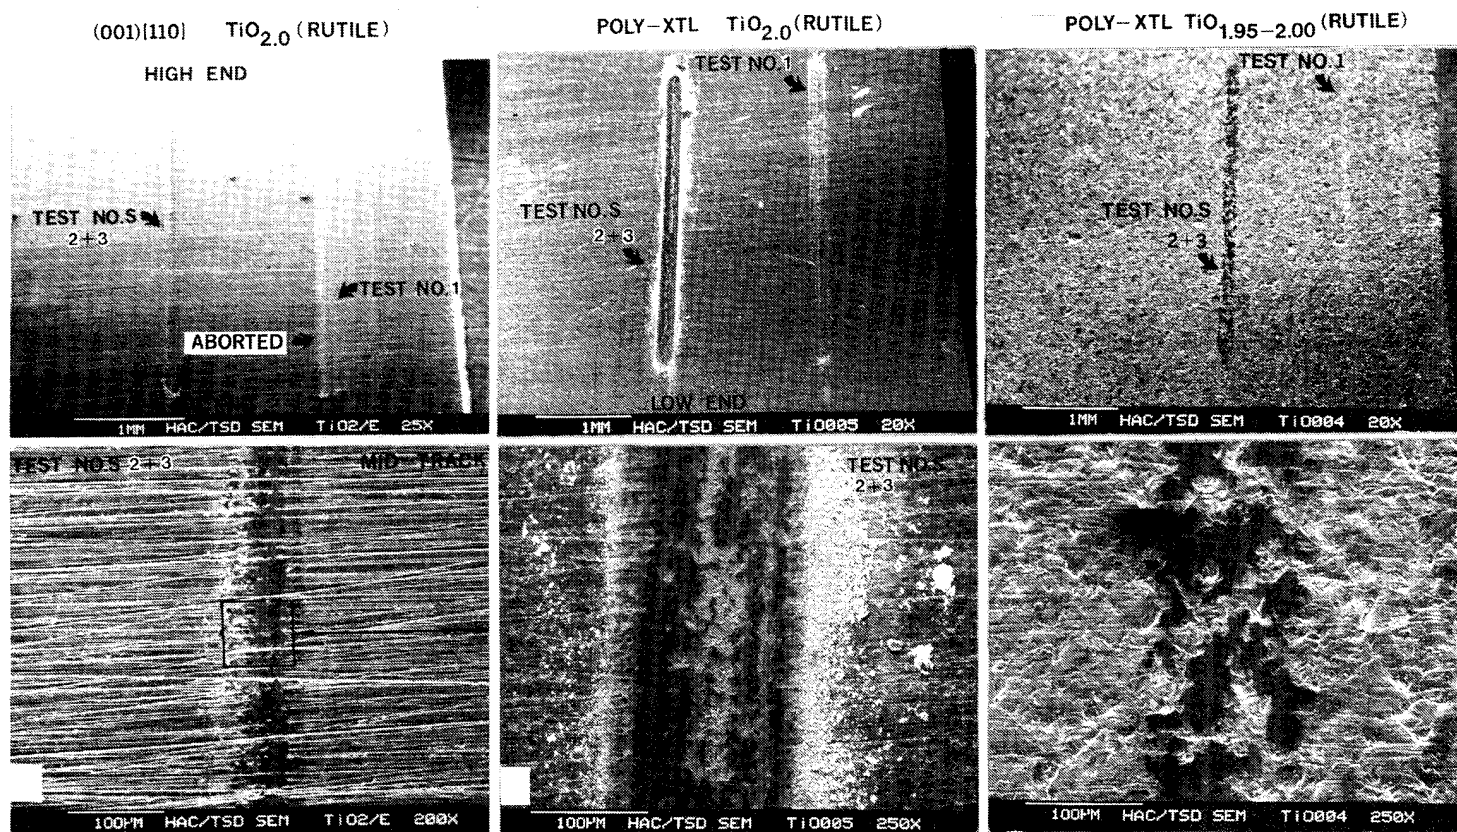 (001)[110] TiO2.0 (RUTILE)
HIGH END
TEST NO.S
2+3
TEST NO.1
ABORTED
1MM HAC/TSD SEM TiO2/E 25X
POLY-XTL TiO2.0 (RUTILE)
TEST NO.1
TEST NO.S
2+3
LOW END
1MM HAC/TSD SEM TiO005 20X
POLY-XTL TiO1.95-2.00 (RUTILE)
TEST NO.1
TEST NO.S
2+3
1MM HAC/TSD SEM TiO004 20X
TEST NO.S 2+3 MID-TRACK
100µM HAC/TSD SEM TiO2/E 200X
TEST NO.S
2+3
100µM HAC/TSD SEM TiO005 250X
100µM HAC/TSD SEM TiO004 250X